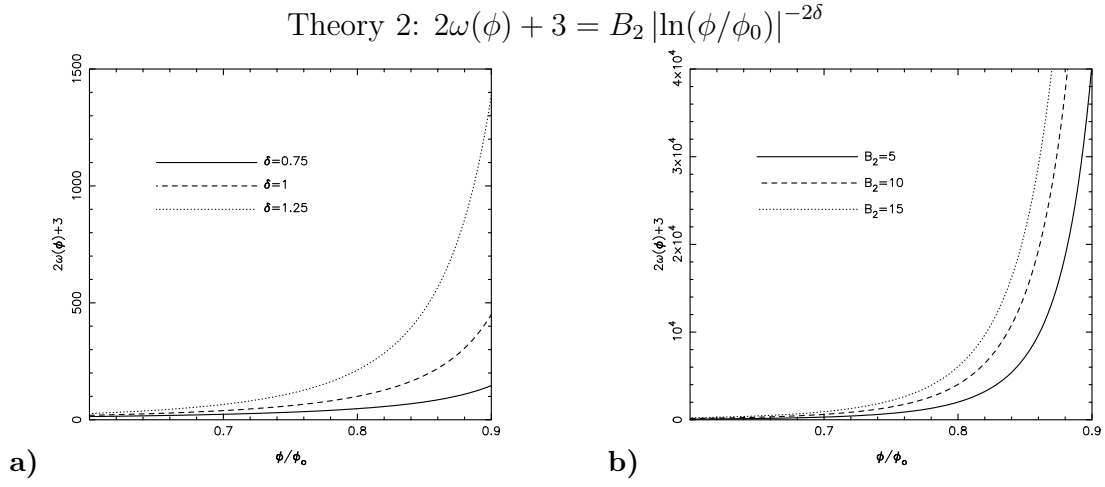 Theory 2: 2ω(ϕ) + 3 = B₂ |ln(ϕ/ϕ₀)|⁻²ᵟ
1500
1000
500
0
2ω(ϕ)+3
δ=0.75
δ=1
δ=1.25
0.7
0.8
0.9
ϕ/ϕ₀
a)
4×10⁴
3×10⁴
2×10⁴
10⁴
0
2ω(ϕ)+3
B₂=5
B₂=10
B₂=15
0.7
0.8
0.9
ϕ/ϕ₀
b)